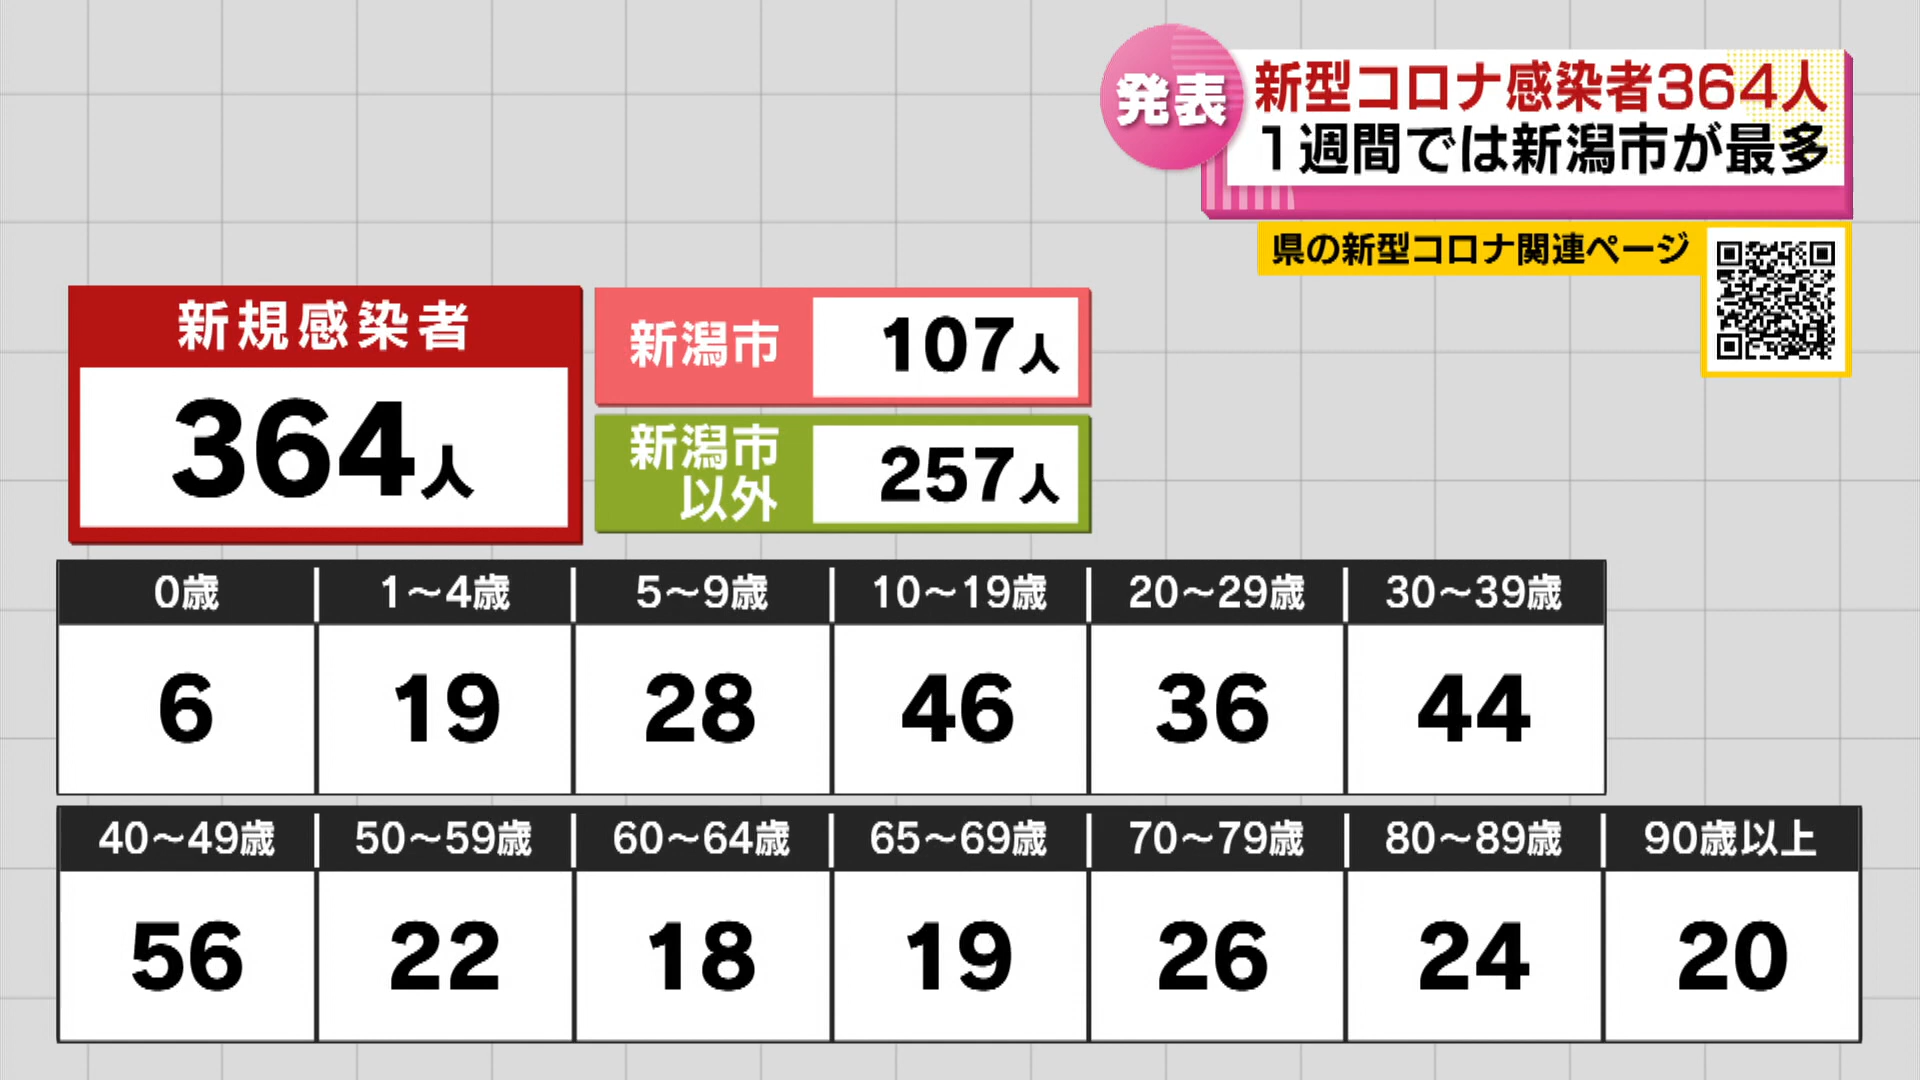 発表
新型コロナ感染者364人
1週間では新潟市が最多
県の新型コロナ関連ページ
新規感染者
364人
新潟市 107人
新潟市以外 257人
0歳 1〜4歳 5〜9歳 10〜19歳 20〜29歳 30〜39歳
6 19 28 46 36 44
40〜49歳 50〜59歳 60〜64歳 65〜69歳 70〜79歳 80〜89歳 90歳以上
56 22 18 19 26 24 20